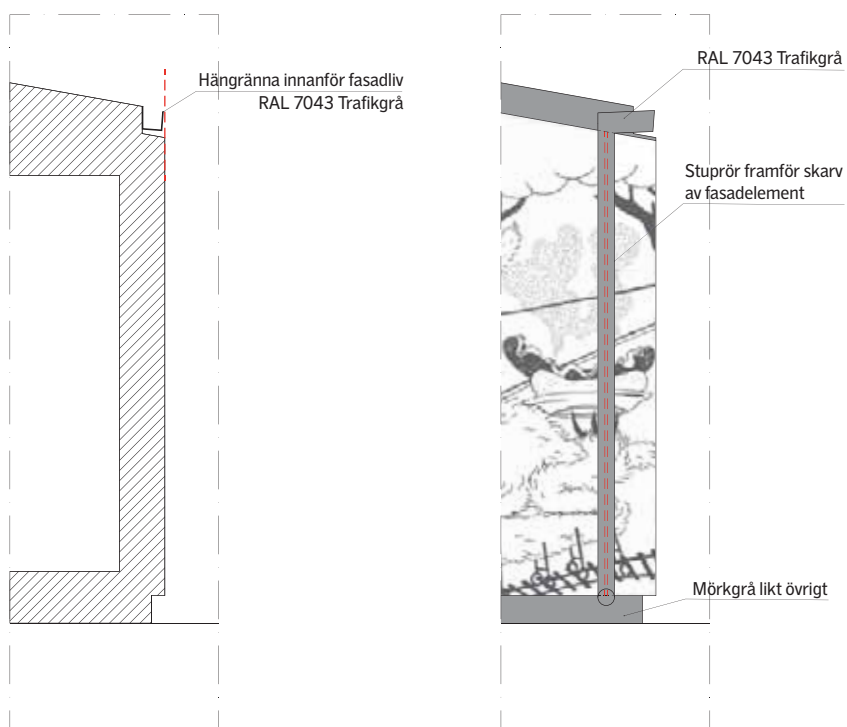 Hängränna innanför fasadliv
RAL 7043 Trafikgrå
RAL 7043 Trafikgrå
Stuprör framför skarv
av fasadelement
Mörkgrå likt övrigt